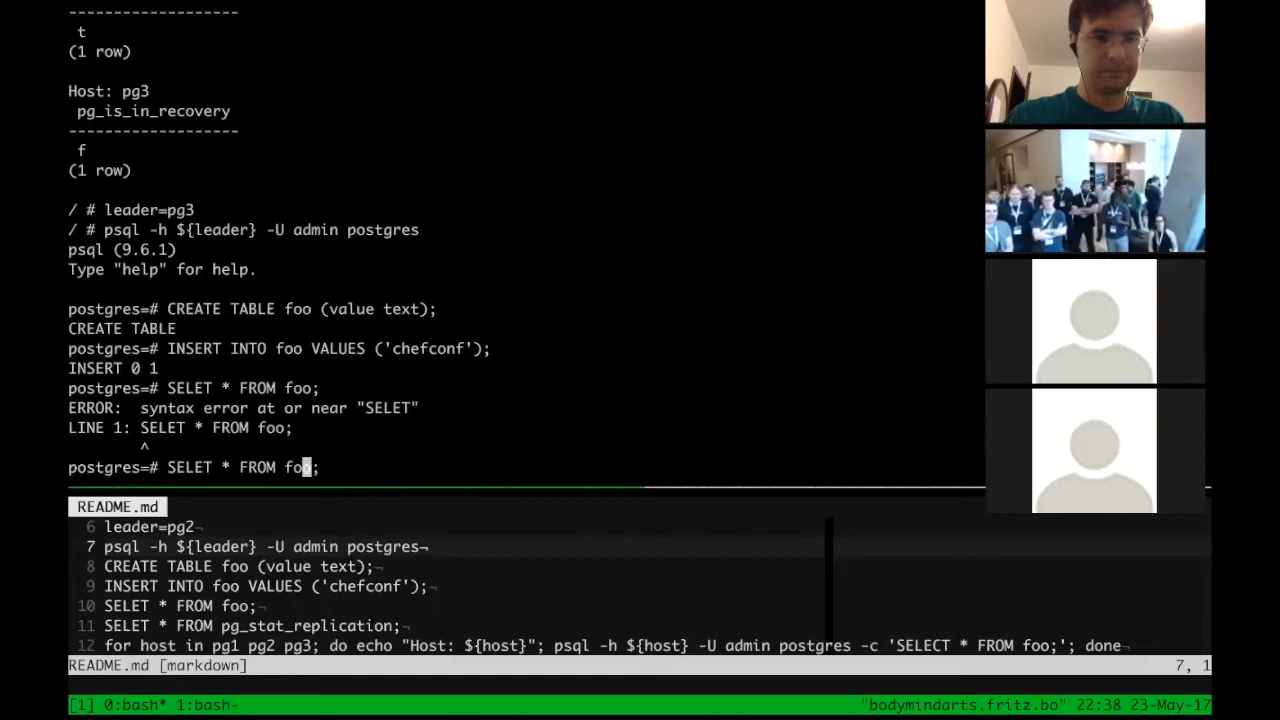 -------------------
t
(1 row)
Host: pg3
pg_is_in_recovery
-------------------
f
(1 row)
/ # leader=pg3
/ # psql -h ${leader} -U admin postgres
psql (9.6.1)
Type "help" for help.
postgres=# CREATE TABLE foo (value text);
CREATE TABLE
postgres=# INSERT INTO foo VALUES ('chefconf');
INSERT 0 1
postgres=# SELET * FROM foo;
ERROR:  syntax error at or near "SELET"
LINE 1: SELET * FROM foo;
^
postgres=# SELET * FROM foo;
README.md
6 leader=pg2¬
7 psql -h ${leader} -U admin postgres¬
8 CREATE TABLE foo (value text);¬
9 INSERT INTO foo VALUES ('chefconf');¬
10 SELET * FROM foo;¬
11 SELET * FROM pg_stat_replication;¬
12 for host in pg1 pg2 pg3; do echo "Host: ${host}"; psql -h ${host} -U admin postgres -c 'SELECT * FROM foo;'; done¬
README.md [markdown] 7, 1
[1] 0:bash* 1:bash- "bodymindarts.fritz.bo" 22:38 23-May-17